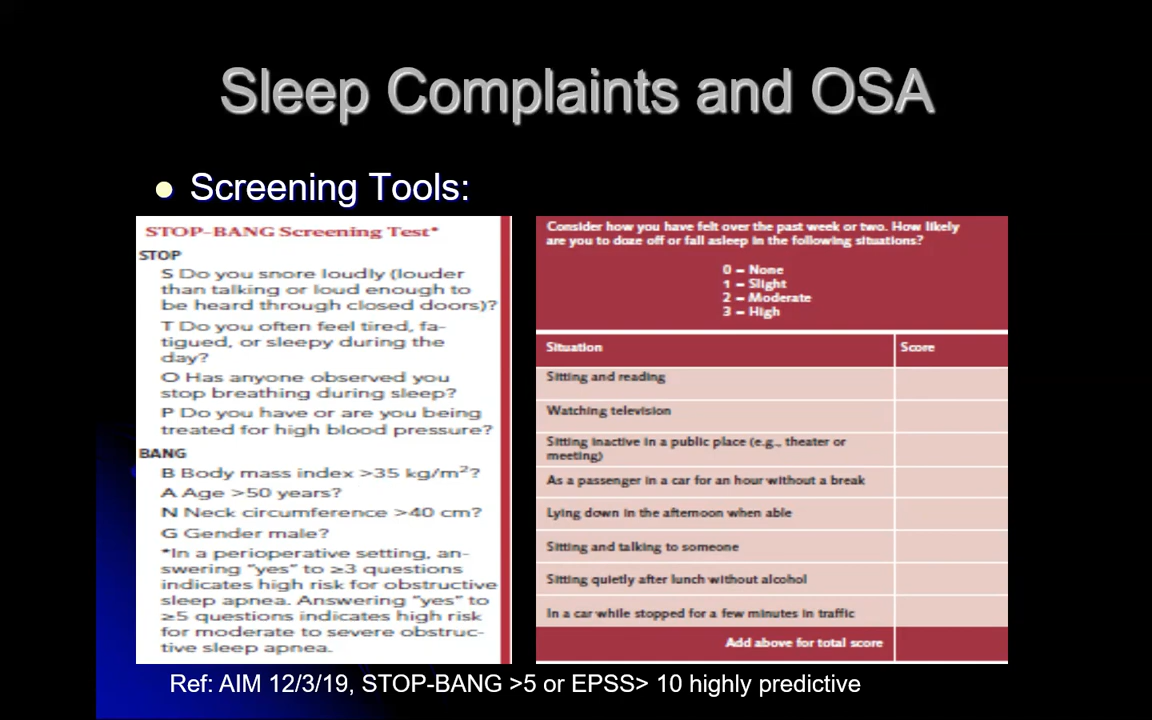 Sleep Complaints and OSA
Screening Tools:
STOP-BANG Screening Test*
STOP
S Do you snore loudly (louder
than talking or loud enough to
be heard through closed doors)?
T Do you often feel tired, fa-
tigued, or sleepy during the
day?
O Has anyone observed you
stop breathing during sleep?
P Do you have or are you being
treated for high blood pressure?
BANG
B Body mass index >35 kg/m²?
A Age >50 years?
N Neck circumference >40 cm?
G Gender male?
*In a perioperative setting, an-
swering "yes" to ≥3 questions
indicates high risk for obstructive
sleep apnea. Answering "yes" to
≥5 questions indicates high risk
for moderate to severe obstruc-
tive sleep apnea.
Consider how you have felt over the past week or two. How likely
are you to doze off or fall asleep in the following situations?
0 – None
1 – Slight
2 – Moderate
3 – High
Situation Score
Sitting and reading
Watching television
Sitting inactive in a public place (e.g., theater or
meeting)
As a passenger in a car for an hour without a break
Lying down in the afternoon when able
Sitting and talking to someone
Sitting quietly after lunch without alcohol
In a car while stopped for a few minutes in traffic
Add above for total score
Ref: AIM 12/3/19, STOP-BANG >5 or EPSS> 10 highly predictive